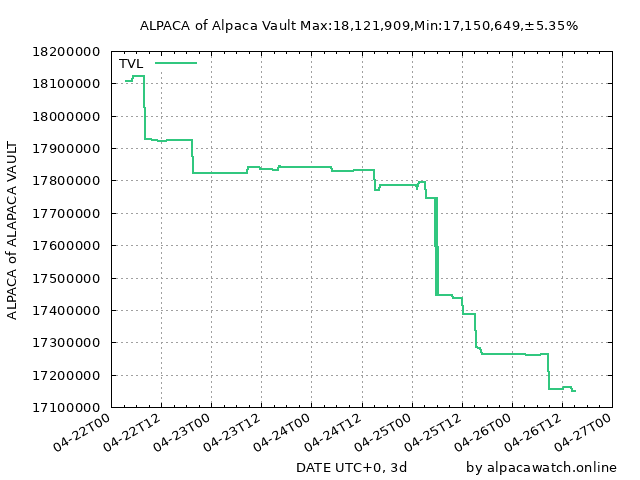 ALPACA of Alpaca Vault Max:18,121,909,Min:17,150,649,±5.35%
TVL
18200000
18100000
18000000
17900000
17800000
17700000
17600000
17500000
17400000
17300000
17200000
17100000
ALPACA of ALAPACA VAULT
04-22T00
04-22T12
04-23T00
04-23T12
04-24T00
04-24T12
04-25T00
04-25T12
04-26T00
04-26T12
04-27T00
DATE UTC+0, 3d
by alpacawatch.online